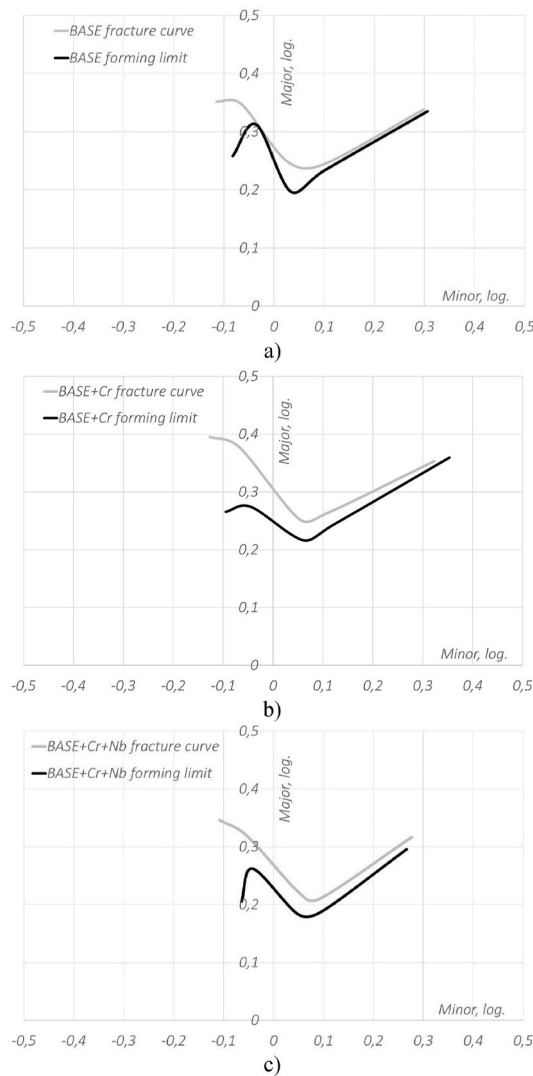 0,5
BASE fracture curve
BASE forming limit
Major, log.
0,4
0,3
0,2
0,1
Minor, log.
0
-0,5 -0,4 -0,3 -0,2 -0,1 0 0,1 0,2 0,3 0,4 0,5
a)
0,5
BASE+Cr fracture curve
BASE+Cr forming limit
Major, log.
0,4
0,3
0,2
0,1
Minor, log.
0
-0,5 -0,4 -0,3 -0,2 -0,1 0 0,1 0,2 0,3 0,4 0,5
b)
0,5
BASE+Cr+Nb fracture curve
BASE+Cr+Nb forming limit
Major, log.
0,4
0,3
0,2
0,1
Minor, log.
0
-0,5 -0,4 -0,3 -0,2 -0,1 0 0,1 0,2 0,3 0,4 0,5
c)